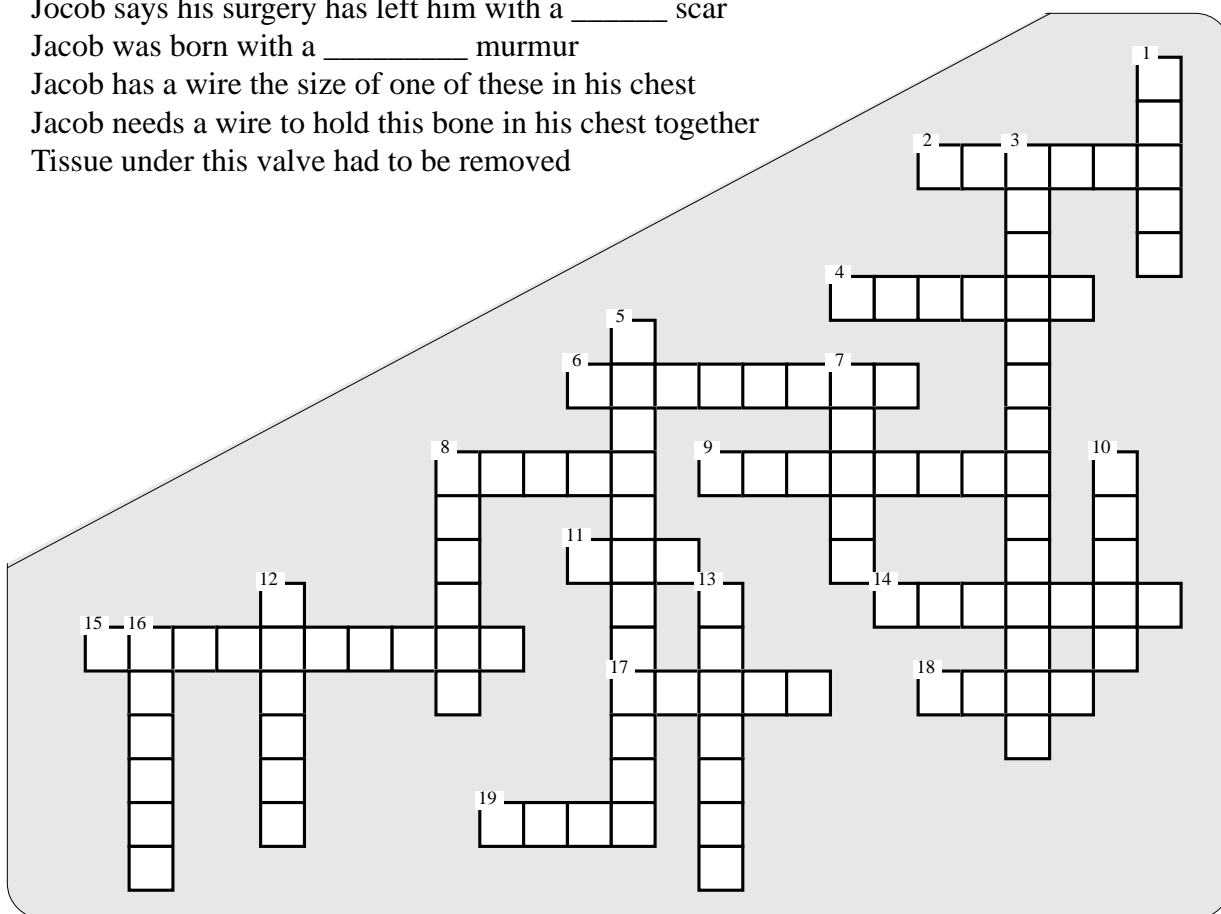 Jocob says his surgery has left him with a ______ scar
Jacob was born with a _________ murmur
Jacob has a wire the size of one of these in his chest
Jacob needs a wire to hold this bone in his chest together
Tissue under this valve had to be removed
1
2 3
4
5
6 7
8 9 10
11
12 13 14
15 16
17 18
19